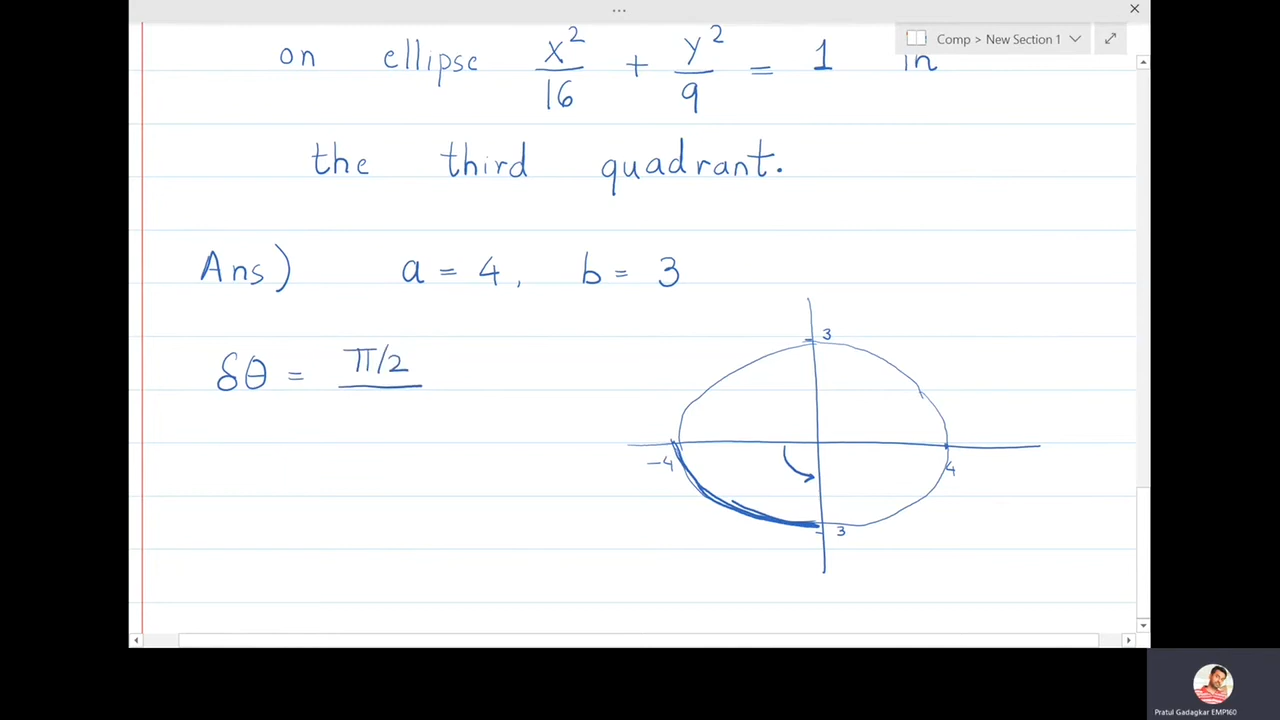 Comp > New Section 1
on ellipse x²/16 + y²/9 = 1 in
the third quadrant.
Ans) a = 4, b = 3
3
δθ = π/2
-4
4
3
Pratul Gadagkar EMP160